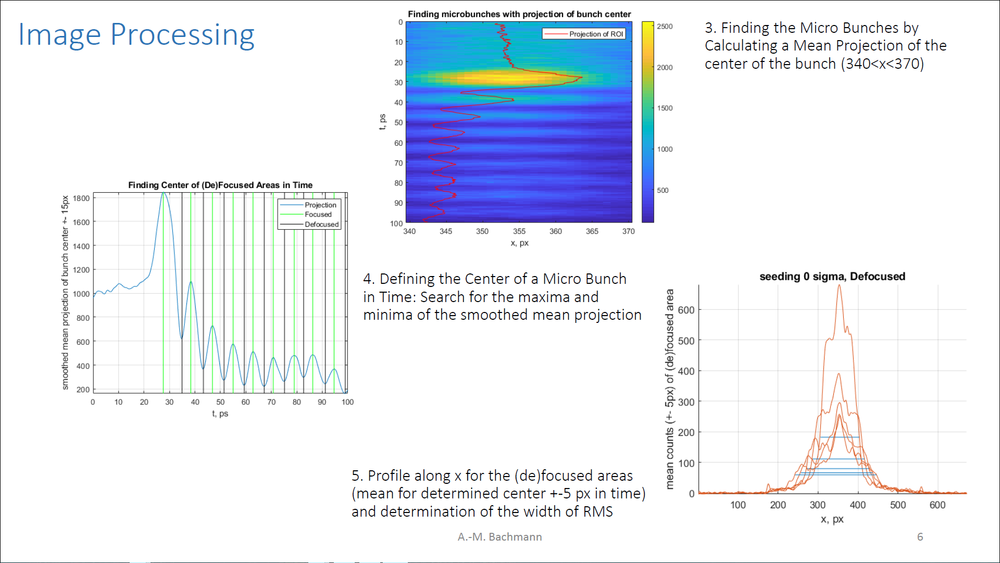 Image Processing
Finding microbunches with projection of bunch center
Projection of ROI
0
10
20
30
40
50
60
70
80
90
100
t, ps
340
345
350
355
360
365
370
x, px
2500
2000
1500
1000
500
3. Finding the Micro Bunches by
Calculating a Mean Projection of the
center of the bunch (340<x<370)
Finding Center of (De)Focused Areas in Time
Projection
Focused
Defocused
smoothed mean projection of bunch center +- 15px
1800
1600
1400
1200
1000
800
600
400
200
0
10
20
30
40
50
60
70
80
90
100
t, ps
4. Defining the Center of a Micro Bunch
in Time: Search for the maxima and
minima of the smoothed mean projection
seeding 0 sigma, Defocused
mean counts (+- 5px) of (de)focused area
600
500
400
300
200
100
0
100
200
300
400
500
600
x, px
5. Profile along x for the (de)focused areas
(mean for determined center +-5 px in time)
and determination of the width of RMS
A.-M. Bachmann
6